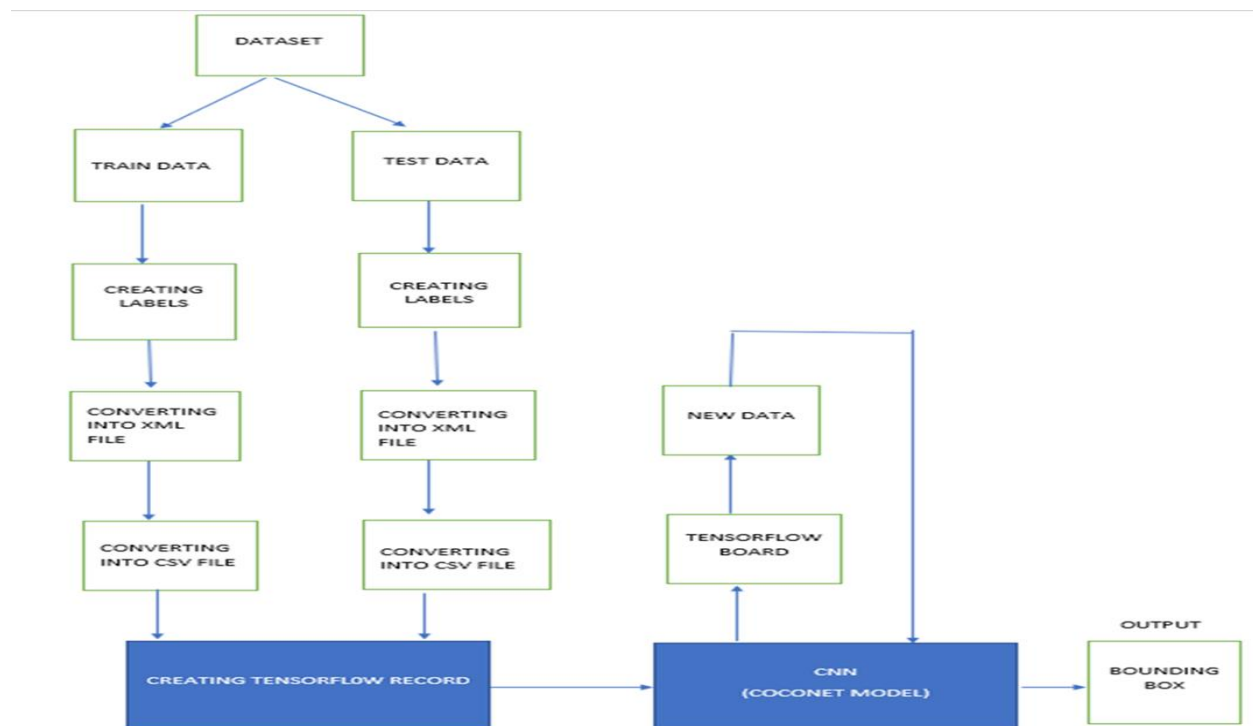 DATASET
TRAIN DATA
TEST DATA
CREATING
LABELS
CREATING
LABELS
CONVERTING
INTO XML
FILE
CONVERTING
INTO XML
FILE
NEW DATA
CONVERTING
INTO CSV FILE
CONVERTING
INTO CSV FILE
TENSORFLOW
BOARD
CREATING TENSORFLOW RECORD
CNN
(COCONET MODEL)
OUTPUT
BOUNDING
BOX